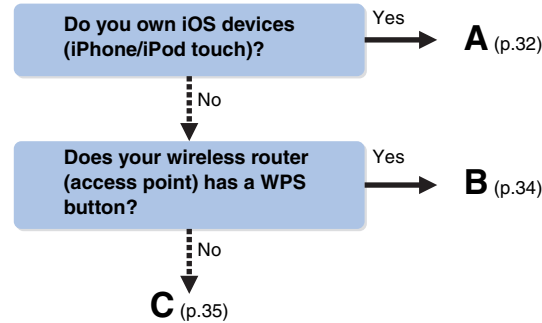 Do you own iOS devices
(iPhone/iPod touch)?
Yes
A (p.32)
No
Does your wireless router
(access point) has a WPS
button?
Yes
B (p.34)
No
C (p.35)